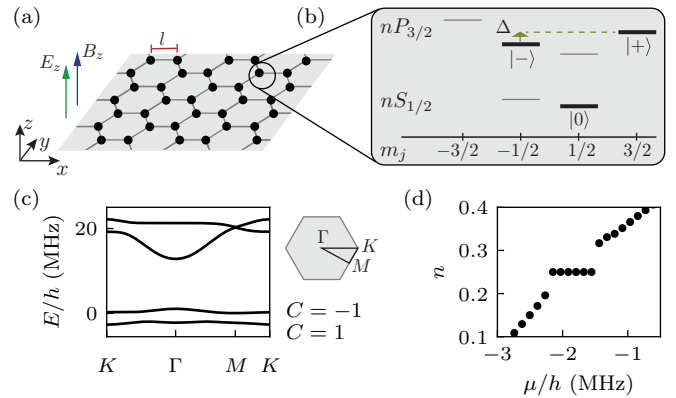 (a)
l
E_z
B_z
z
y
x
(b)
nP_{3/2}
Δ
|−⟩
|+⟩
nS_{1/2}
|0⟩
m_j
−3/2
−1/2
1/2
3/2
(c)
E/h (MHz)
20
0
K
Γ
M
K
Γ
K
M
C = −1
C = 1
(d)
n
0.4
0.3
0.2
0.1
−3
−2
−1
μ/h (MHz)